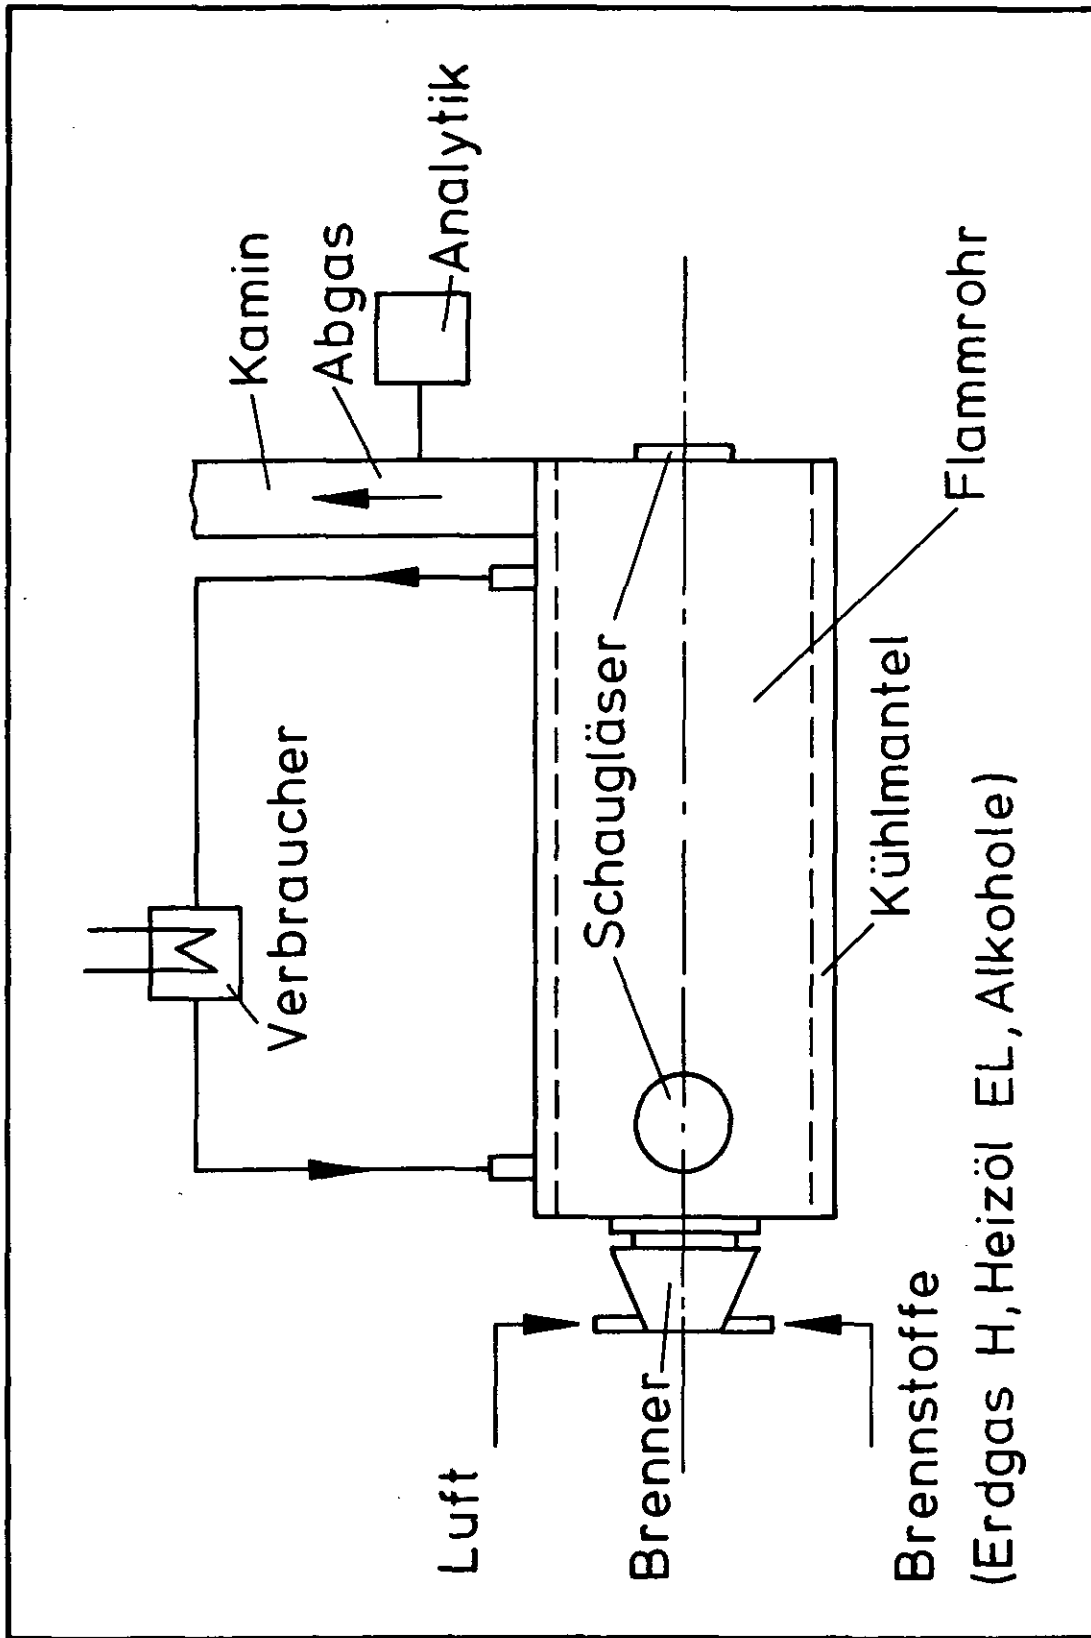 Kamin
Abgas
Analytik
Verbraucher
Schaugläser
Luft
Brenner
Flammrohr
Kühlmantel
Brennstoffe
(Erdgas H, Heizöl EL, Alkohole)